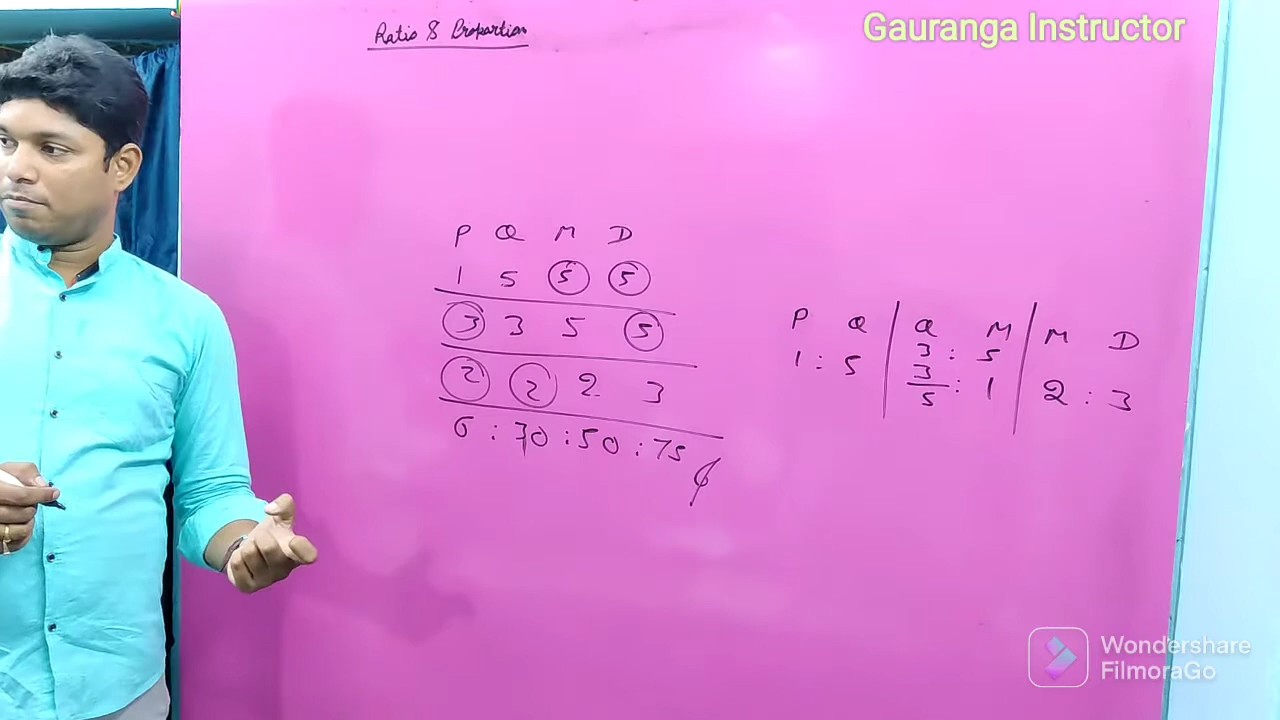 Gauranga Instructor
Ratio & Proportion
P Q M D
1 5 5 5
3 3 5 5
2 2 2 3
6 : 30 : 50 : 75
P Q | Q M | M D
1 : 5 | 3 : 5 | 2 : 3
3/5 : 1
Wondershare
FilmoraGo